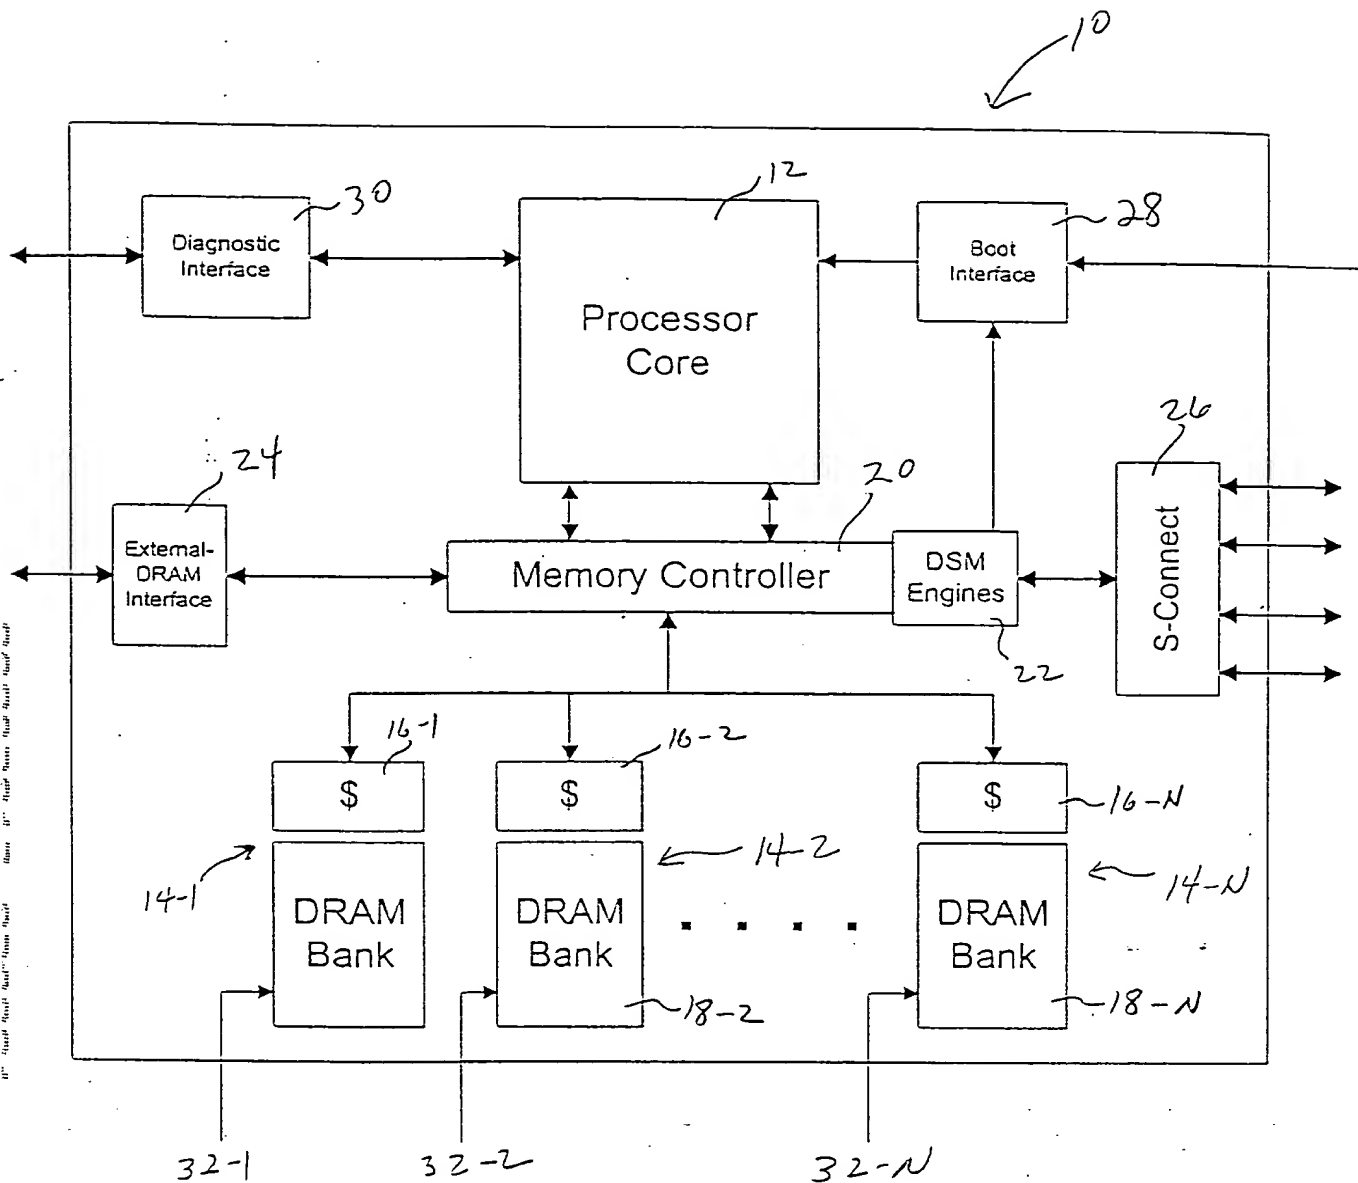 10
12
30
28
Diagnostic
Interface
Boot
Interface
Processor
Core
26
24
20
External-
DRAM
Interface
Memory Controller
DSM
Engines
S-Connect
22
16-1
16-2
$
$
$
16-N
14-1
14-2
14-N
DRAM
Bank
DRAM
Bank
DRAM
Bank
18-2
18-N
32-1
32-2
32-N